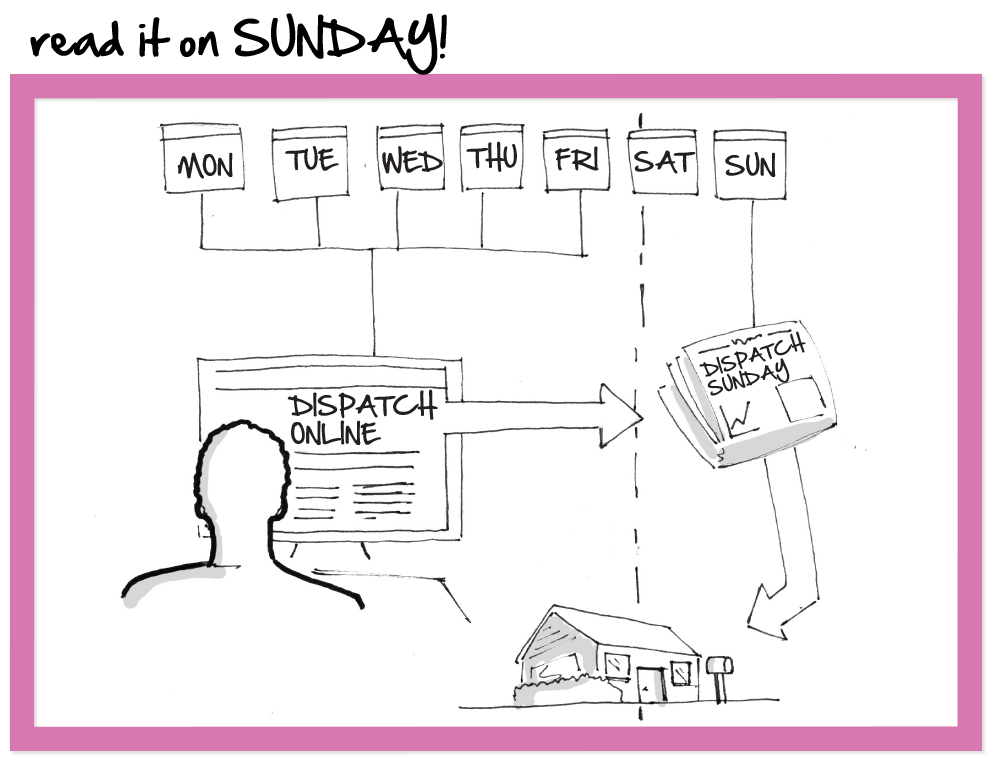 read it on SUNDAY!
MON TUE WED THU FRI SAT SUN
DISPATCH
SUNDAY
DISPATCH
ONLINE